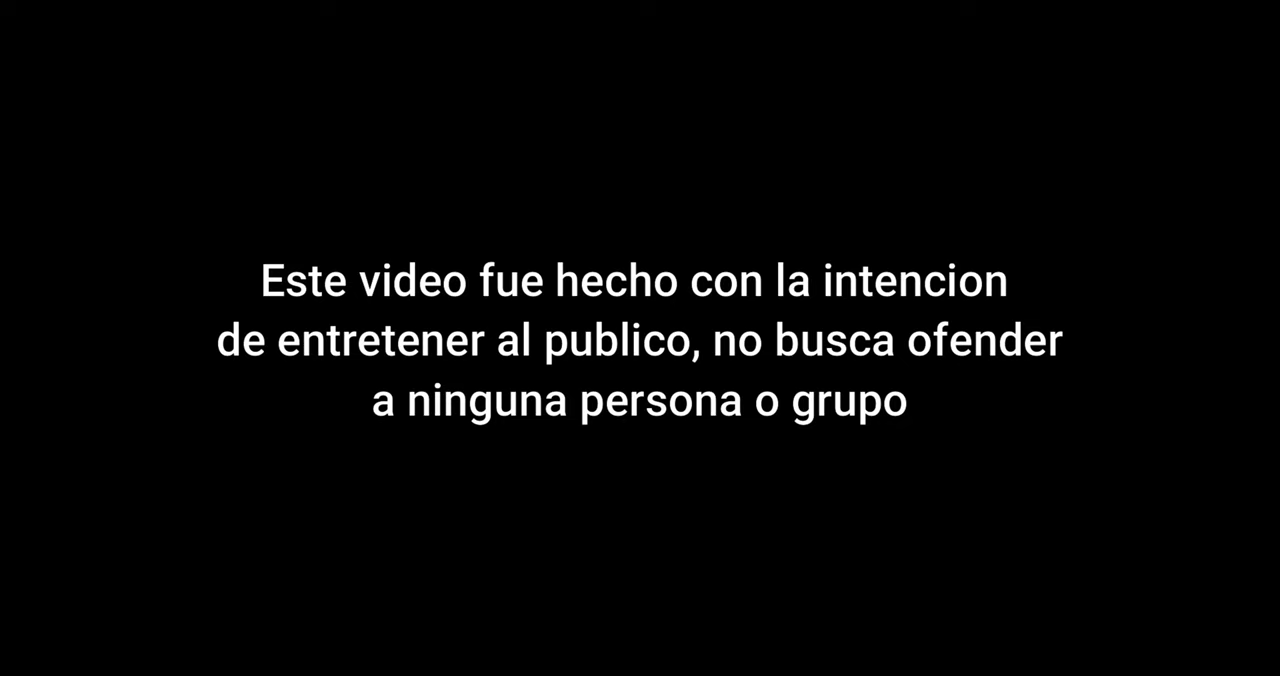 Este video fue hecho con la intencion
de entretener al publico, no busca ofender
a ninguna persona o grupo